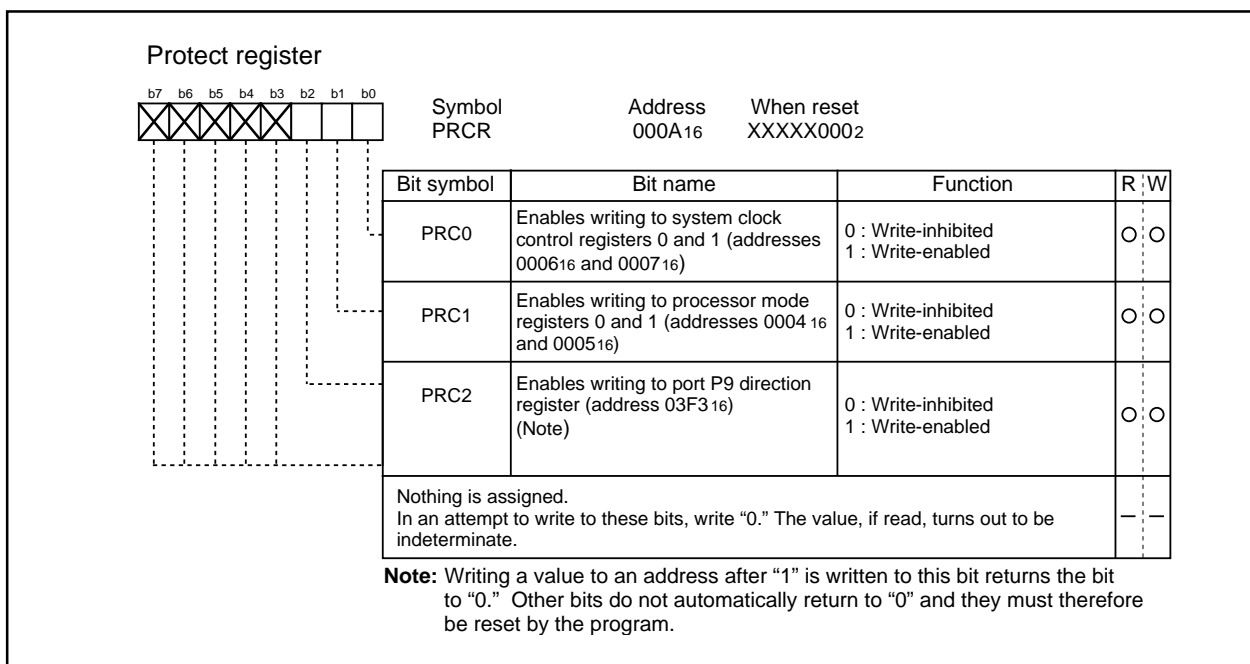 Protect register
b7 b6 b5 b4 b3 b2 b1 b0
Symbol Address When reset
PRCR 000A16 XXXXX0002
Bit symbol Bit name Function R W
PRC0
Enables writing to system clock
control registers 0 and 1 (addresses
000616 and 000716)
0 : Write-inhibited
1 : Write-enabled
PRC1
Enables writing to processor mode
registers 0 and 1 (addresses 0004 16
and 000516)
0 : Write-inhibited
1 : Write-enabled
PRC2
Enables writing to port P9 direction
register (address 03F3 16)
(Note)
0 : Write-inhibited
1 : Write-enabled
Nothing is assigned.
In an attempt to write to these bits, write “0.” The value, if read, turns out to be
indeterminate.
– –
Note: Writing a value to an address after “1” is written to this bit returns the bit
to “0.” Other bits do not automatically return to “0” and they must therefore
be reset by the program.